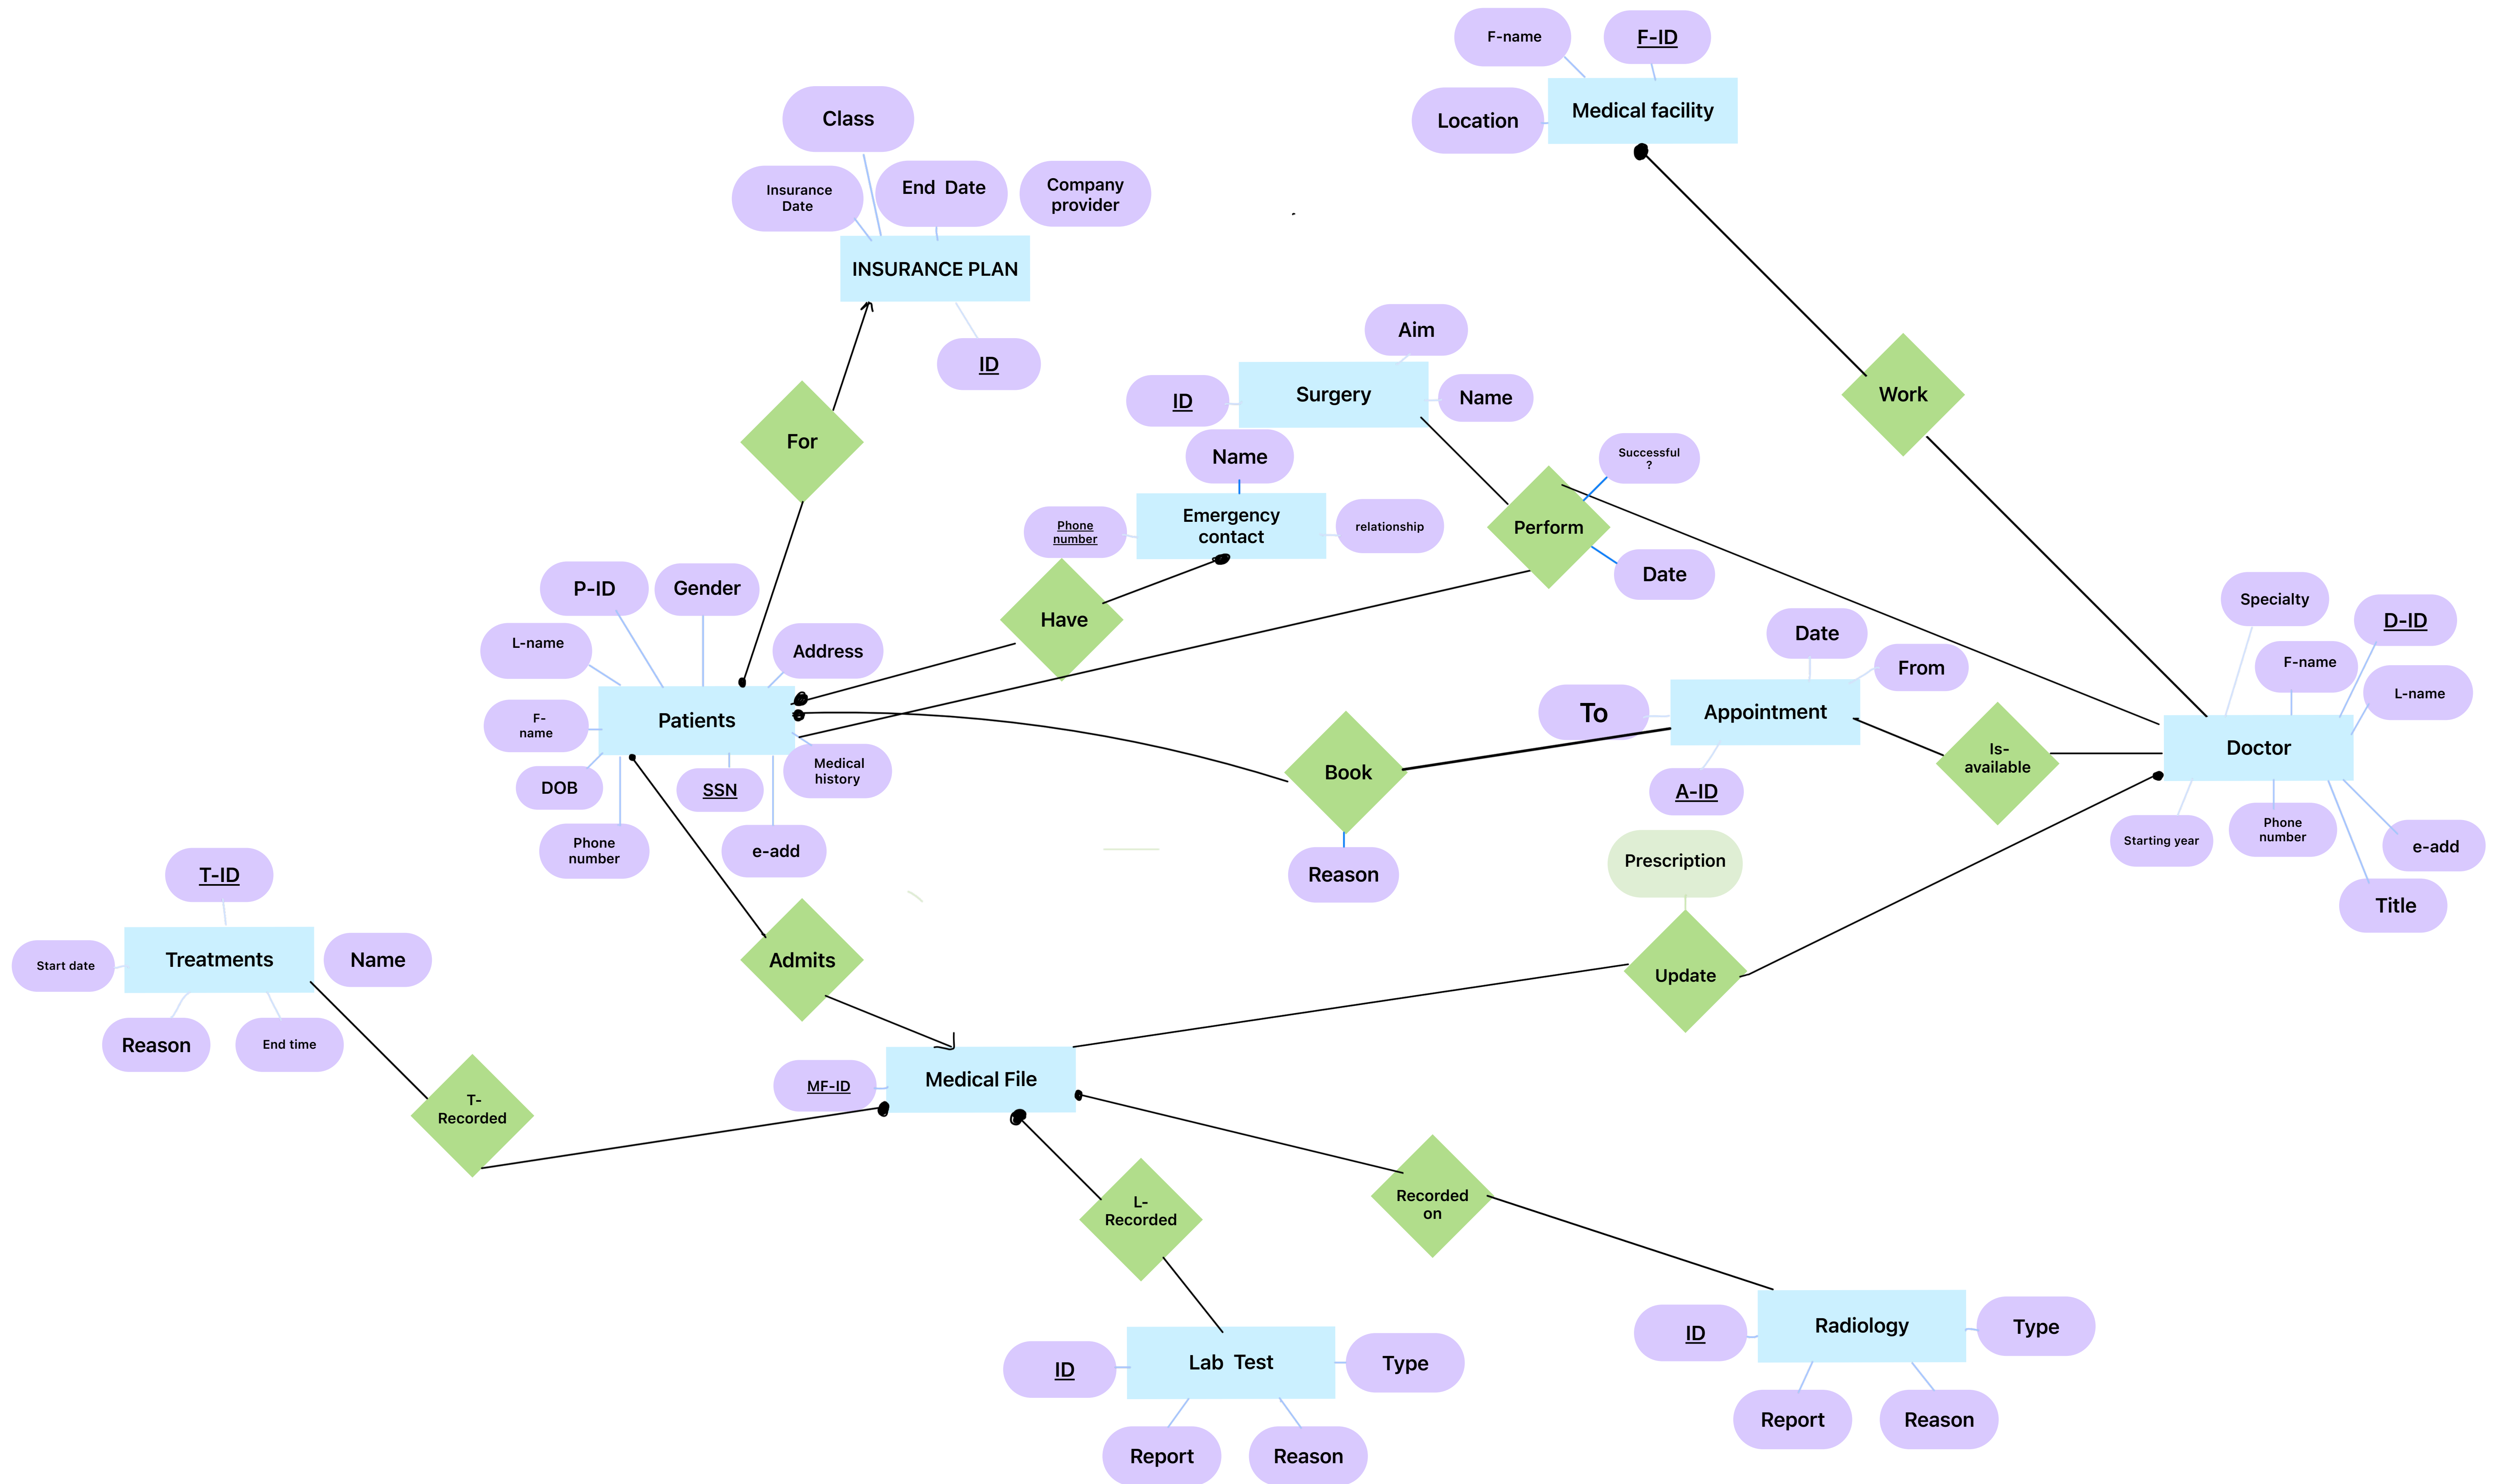 F-name
F-ID
Location
Medical facility
Class
Insurance
Date
End Date
Company
provider
INSURANCE PLAN
ID
Aim
ID
Surgery
Name
Work
For
Name
Successful
?
Phone
number
Emergency
contact
relationship
Perform
Date
P-ID
Gender
Have
Specialty
D-ID
L-name
Address
Date
From
F-name
L-name
F-
name
Patients
To
Appointment
Is-
available
Doctor
DOB
SSN
Medical
history
Book
A-ID
Phone
number
e-add
Reason
Prescription
Starting year
Phone
number
e-add
Title
T-ID
Start date
Treatments
Name
Admits
Update
Reason
End time
MF-ID
Medical File
T-
Recorded
L-
Recorded
Recorded
on
ID
Lab Test
Type
Report
Reason
ID
Radiology
Type
Report
Reason